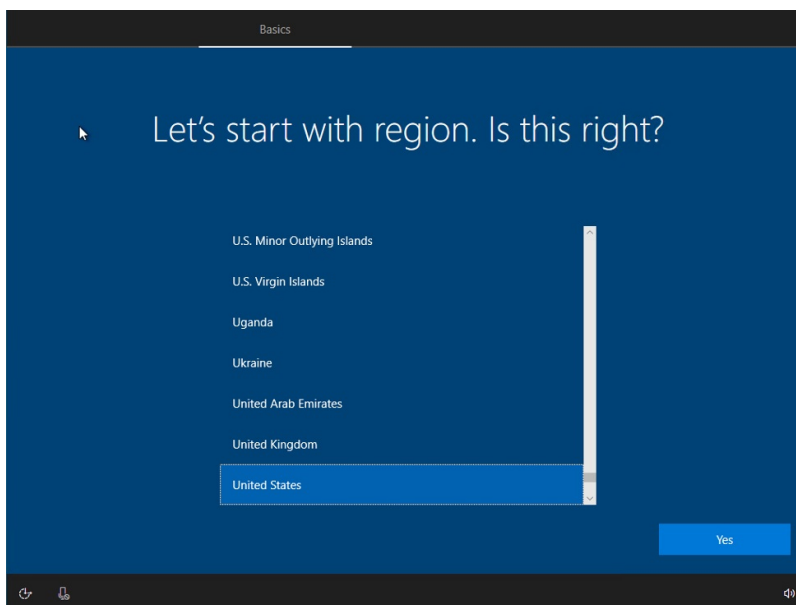 Basics
Let's start with region. Is this right?
U.S. Minor Outlying Islands
U.S. Virgin Islands
Uganda
Ukraine
United Arab Emirates
United Kingdom
United States
Yes